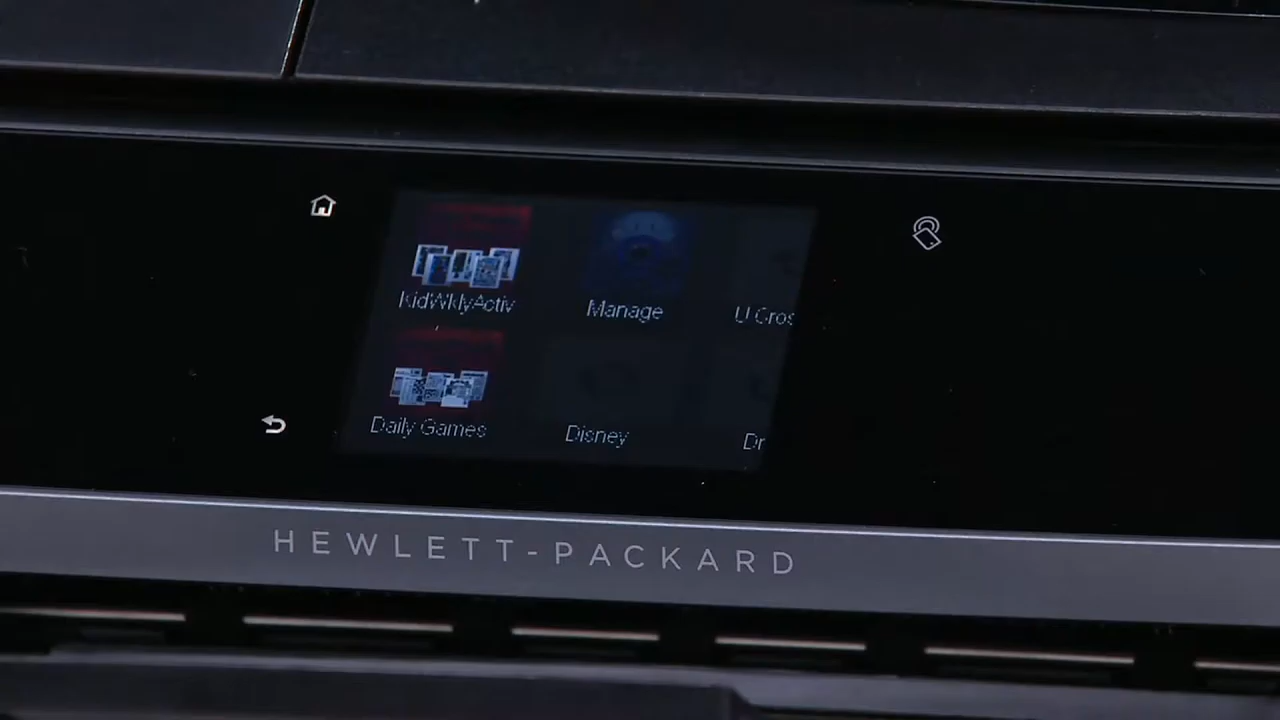 KidWklyActiv
Manage
U Cros
Daily Games
Disney
Dr
HEWLETT-PACKARD